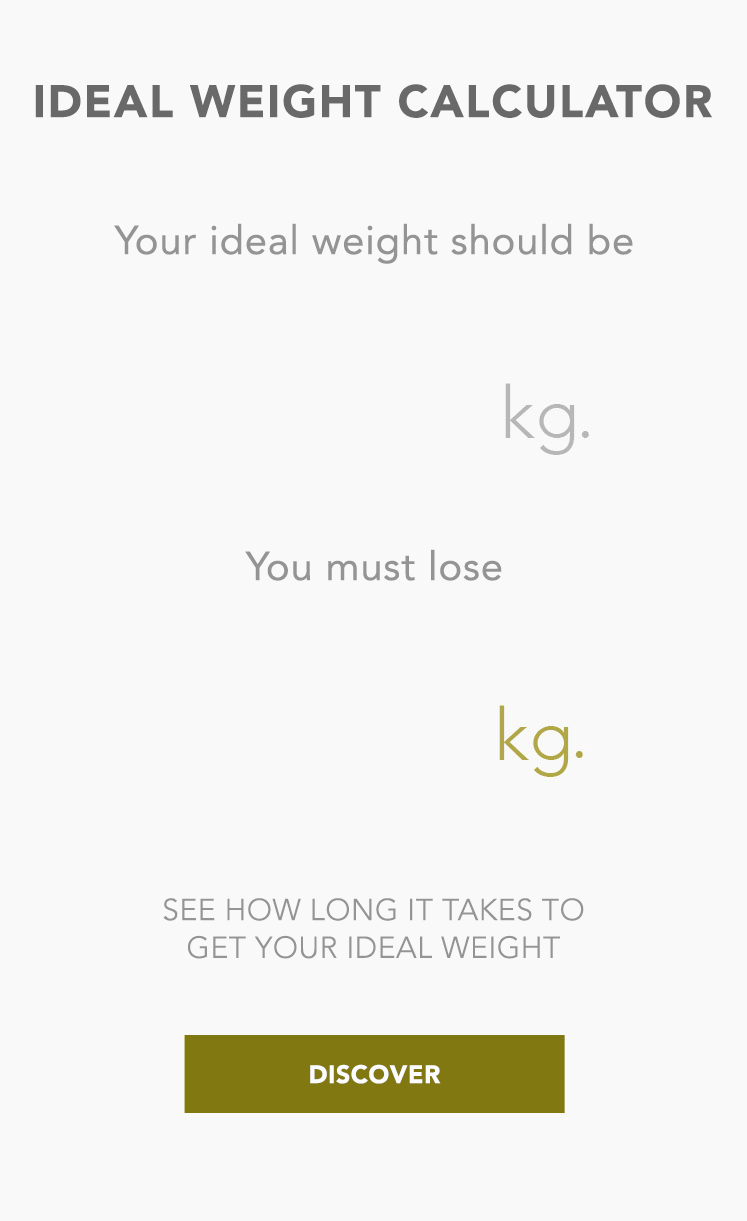 IDEAL WEIGHT CALCULATOR
Your ideal weight should be
kg.
You must lose
kg.
SEE HOW LONG IT TAKES TO
GET YOUR IDEAL WEIGHT
DISCOVER